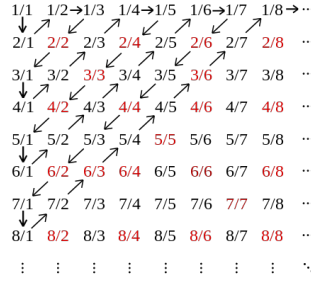 1/1 1/2 → 1/3 1/4 → 1/5 1/6 → 1/7 1/8 → ···
2/1 2/2 2/3 2/4 2/5 2/6 2/7 2/8 ···
3/1 3/2 3/3 3/4 3/5 3/6 3/7 3/8 ···
4/1 4/2 4/3 4/4 4/5 4/6 4/7 4/8 ···
5/1 5/2 5/3 5/4 5/5 5/6 5/7 5/8 ···
6/1 6/2 6/3 6/4 6/5 6/6 6/7 6/8 ···
7/1 7/2 7/3 7/4 7/5 7/6 7/7 7/8 ···
8/1 8/2 8/3 8/4 8/5 8/6 8/7 8/8 ···
⋮ ⋮ ⋮ ⋮ ⋮ ⋮ ⋮ ⋮ ⋱